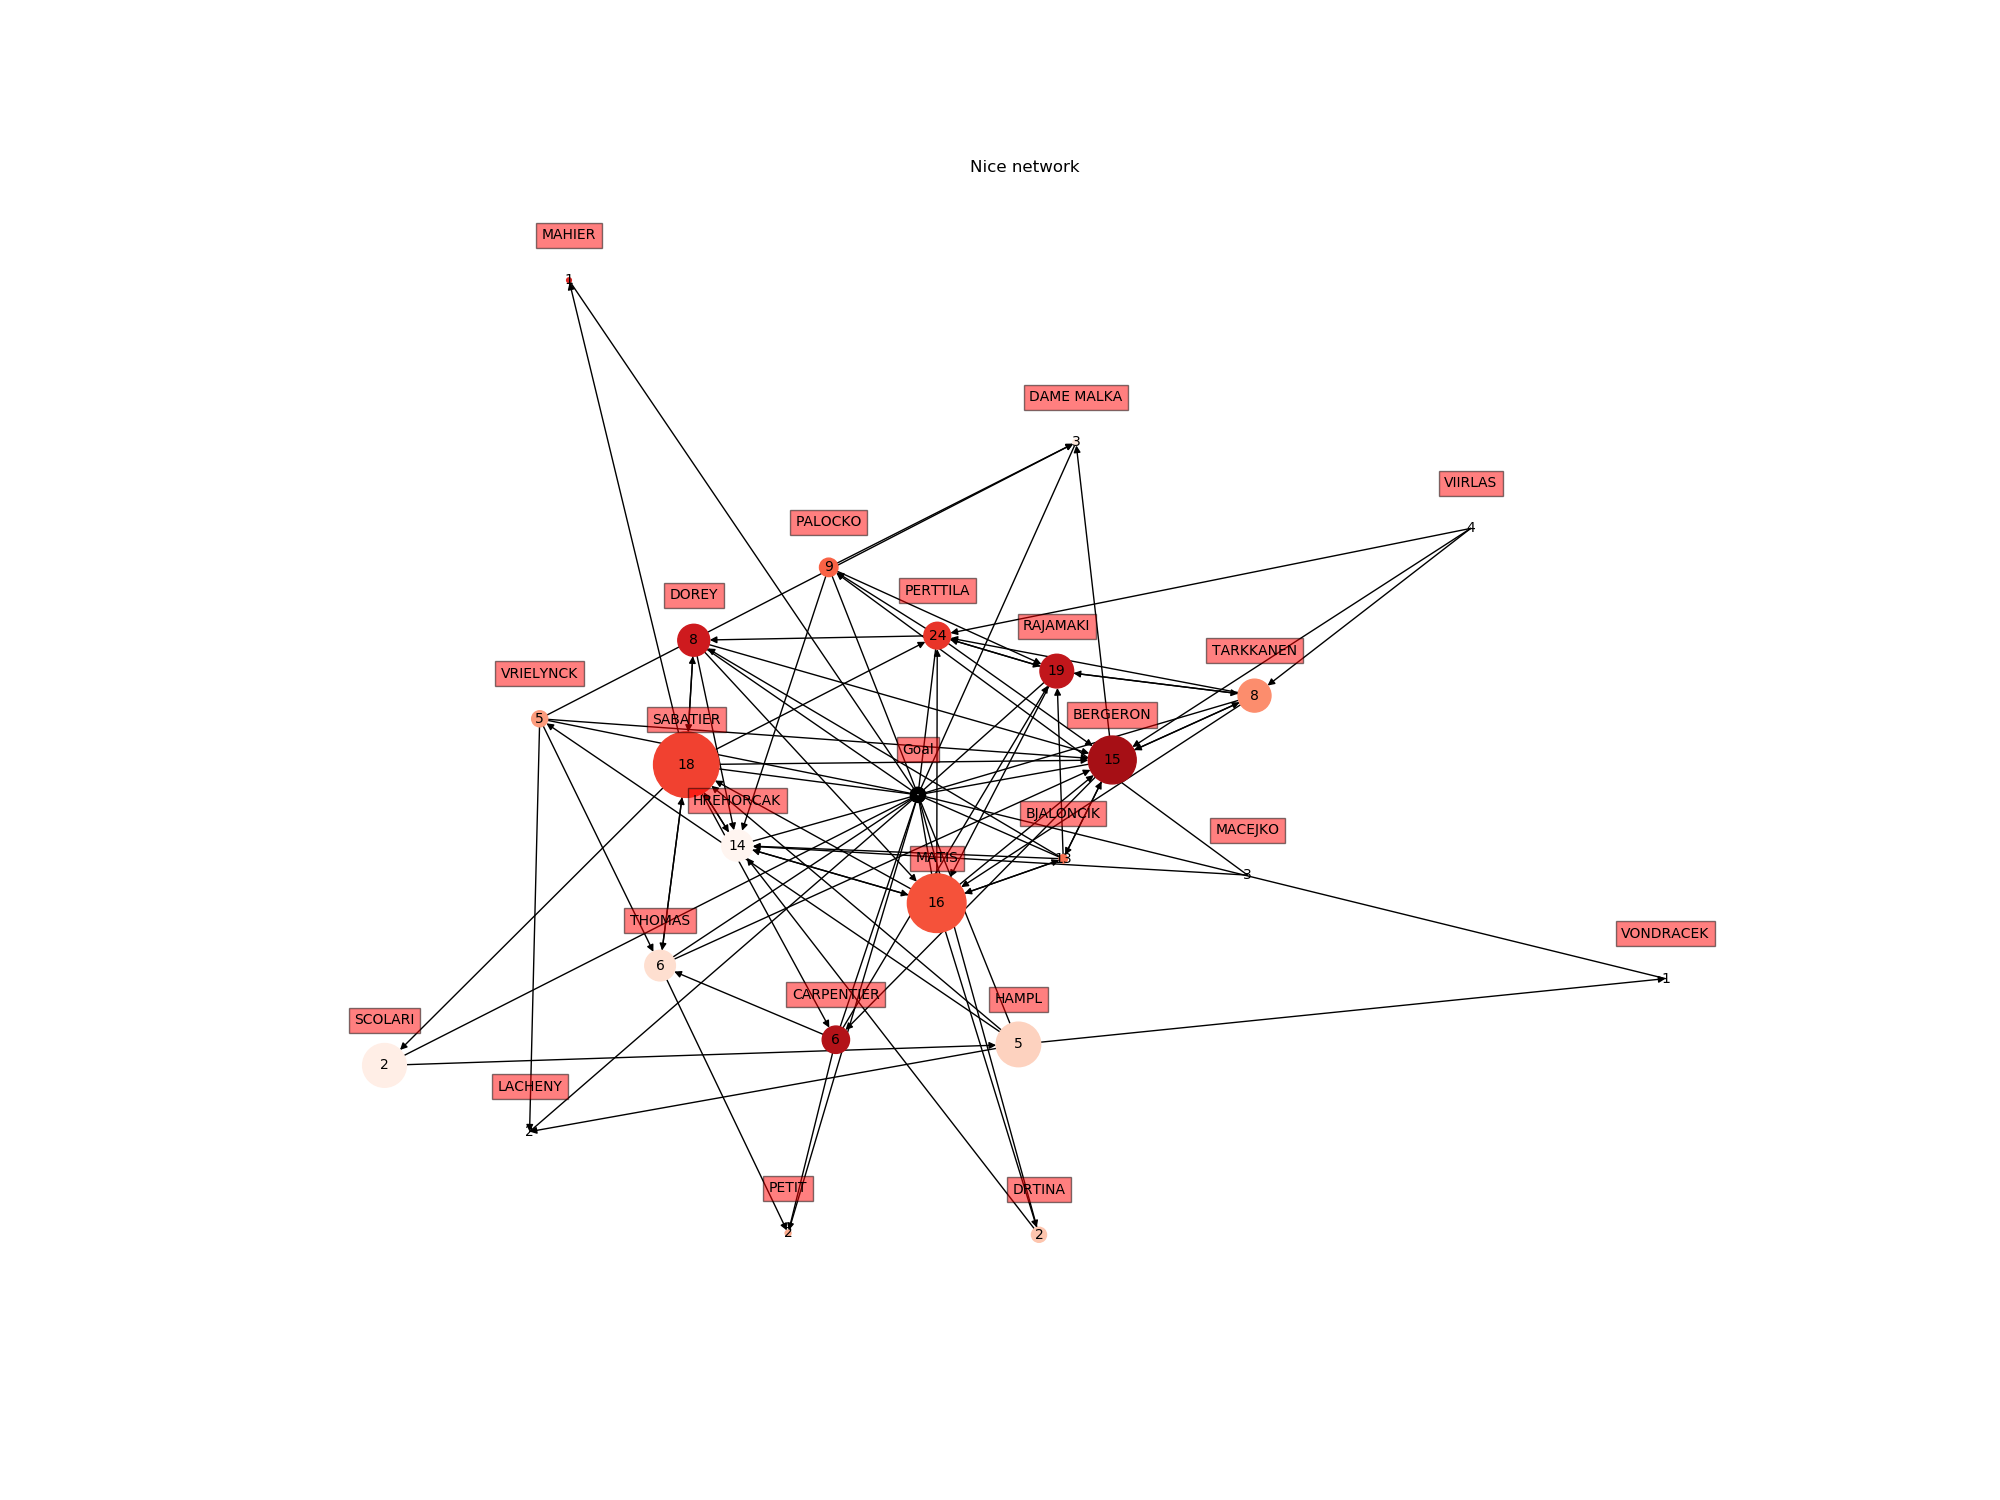 Nice network
MAHIER
1
DAME MALKA
3
VIIRLAS
4
PALOCKO
9
PERTTILA
24
DOREY
8
RAJAMAKI
19
TARKKANEN
8
VRIELYNCK
5
SABATIER
18
BERGERON
15
Goal
HREHORCAK
14
BJALONCIK
13
MACEJKO
3
MATIS
16
THOMAS
6
VONDRACEK
1
CARPENTIER
6
HAMPL
5
SCOLARI
2
LACHENY
2
PETIT
2
DRTINA
2